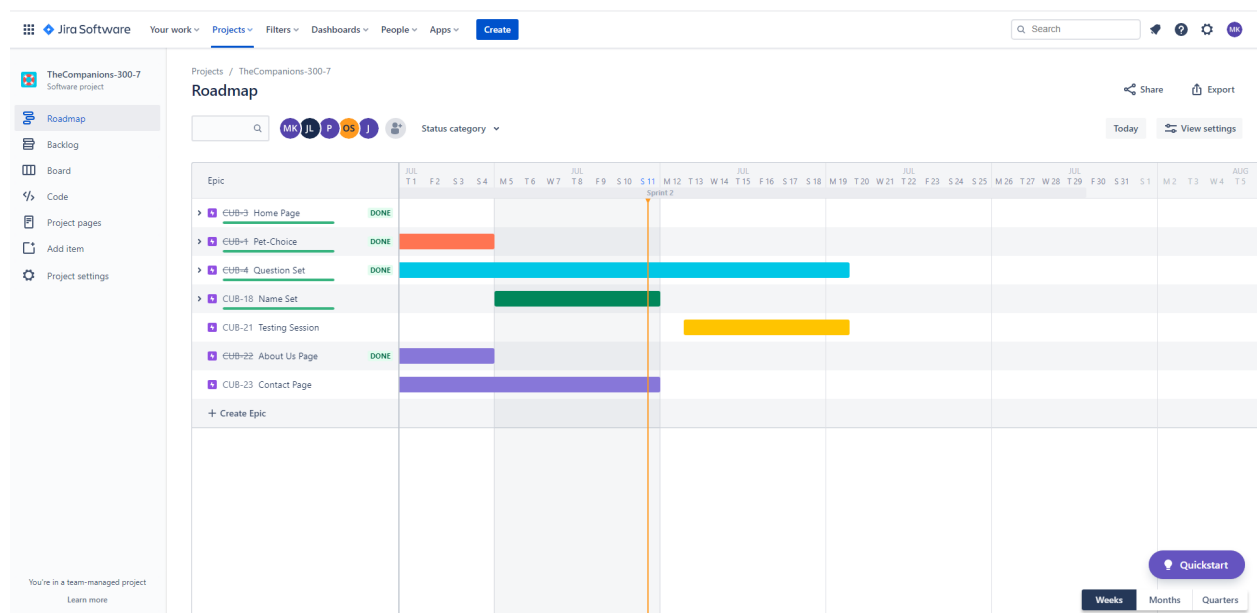 Jira Software Your work Projects Filters Dashboards People Apps Create Search MK
TheCompanions-300-7
Software project
Roadmap
Backlog
Board
Code
Project pages
Add item
Project settings
You're in a team-managed project
Learn more
Projects / TheCompanions-300-7
Roadmap
Share Export
MK JL P OS J Status category Today View settings
Epic
JUL JUL JUL JUL JUL AUG
T 1 F 2 S 3 S 4 M 5 T 6 W 7 T 8 F 9 S 10 S 11 M 12 T 13 W 14 T 15 F 16 S 17 S 18 M 19 T 20 W 21 T 22 F 23 S 24 S 25 M 26 T 27 W 28 T 29 F 30 S 31 S 1 M 2 T 3 W 4 T 5
Sprint 2
CUB-3 Home Page DONE
CUB-1 Pet-Choice DONE
CUB-4 Question Set DONE
CUB-18 Name Set
CUB-21 Testing Session
CUB-22 About Us Page DONE
CUB-23 Contact Page
+ Create Epic
Quickstart
Weeks Months Quarters